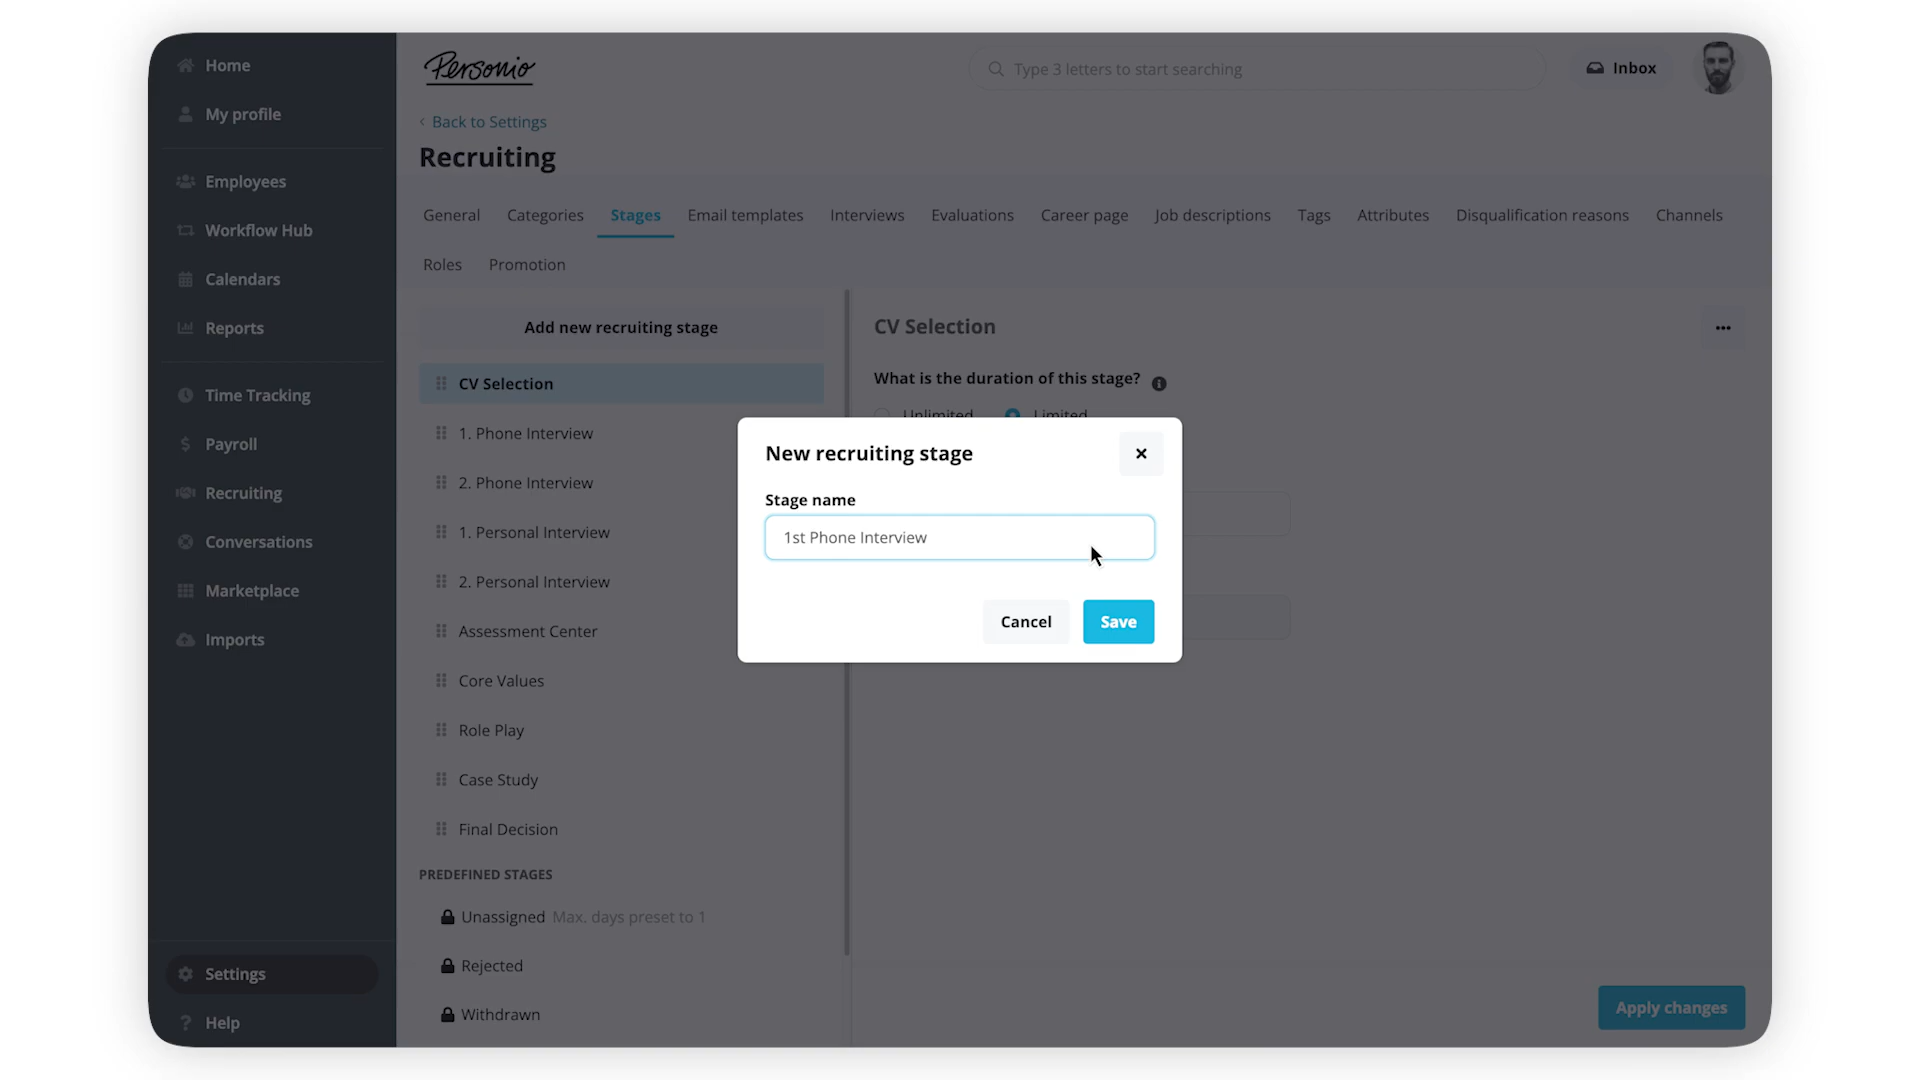 Home
My profile
Employees
Workflow Hub
Calendars
Reports
Time Tracking
Payroll
Recruiting
Conversations
Marketplace
Imports
Settings
Help
Personio
Type 3 letters to start searching
Inbox
Back to Settings
Recruiting
General Categories Stages Email templates Interviews Evaluations Career page Job descriptions Tags Attributes Disqualification reasons Channels
Roles Promotion
Add new recruiting stage
CV Selection
1. Phone Interview
2. Phone Interview
1. Personal Interview
2. Personal Interview
Assessment Center
Core Values
Role Play
Case Study
Final Decision
PREDEFINED STAGES
Unassigned Max. days preset to 1
Rejected
Withdrawn
CV Selection
What is the duration of this stage?
Unlimited Limited
New recruiting stage
Stage name
1st Phone Interview
Cancel Save
Apply changes